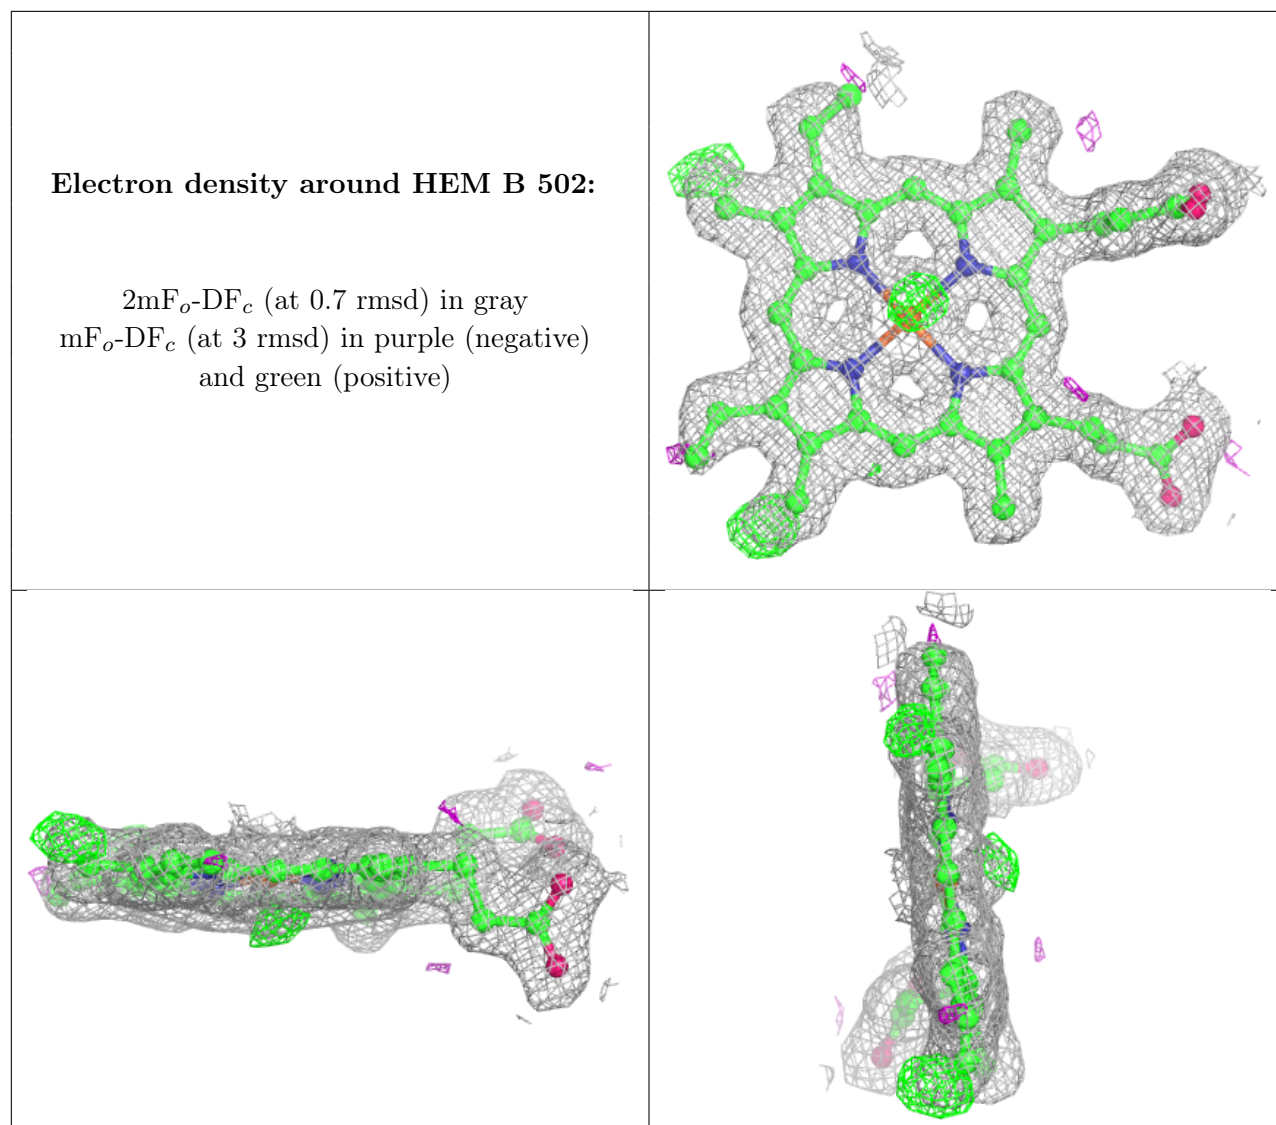 Electron density around HEM B 502:
2mFo-DFc (at 0.7 rmsd) in gray
mFo-DFc (at 3 rmsd) in purple (negative)
and green (positive)